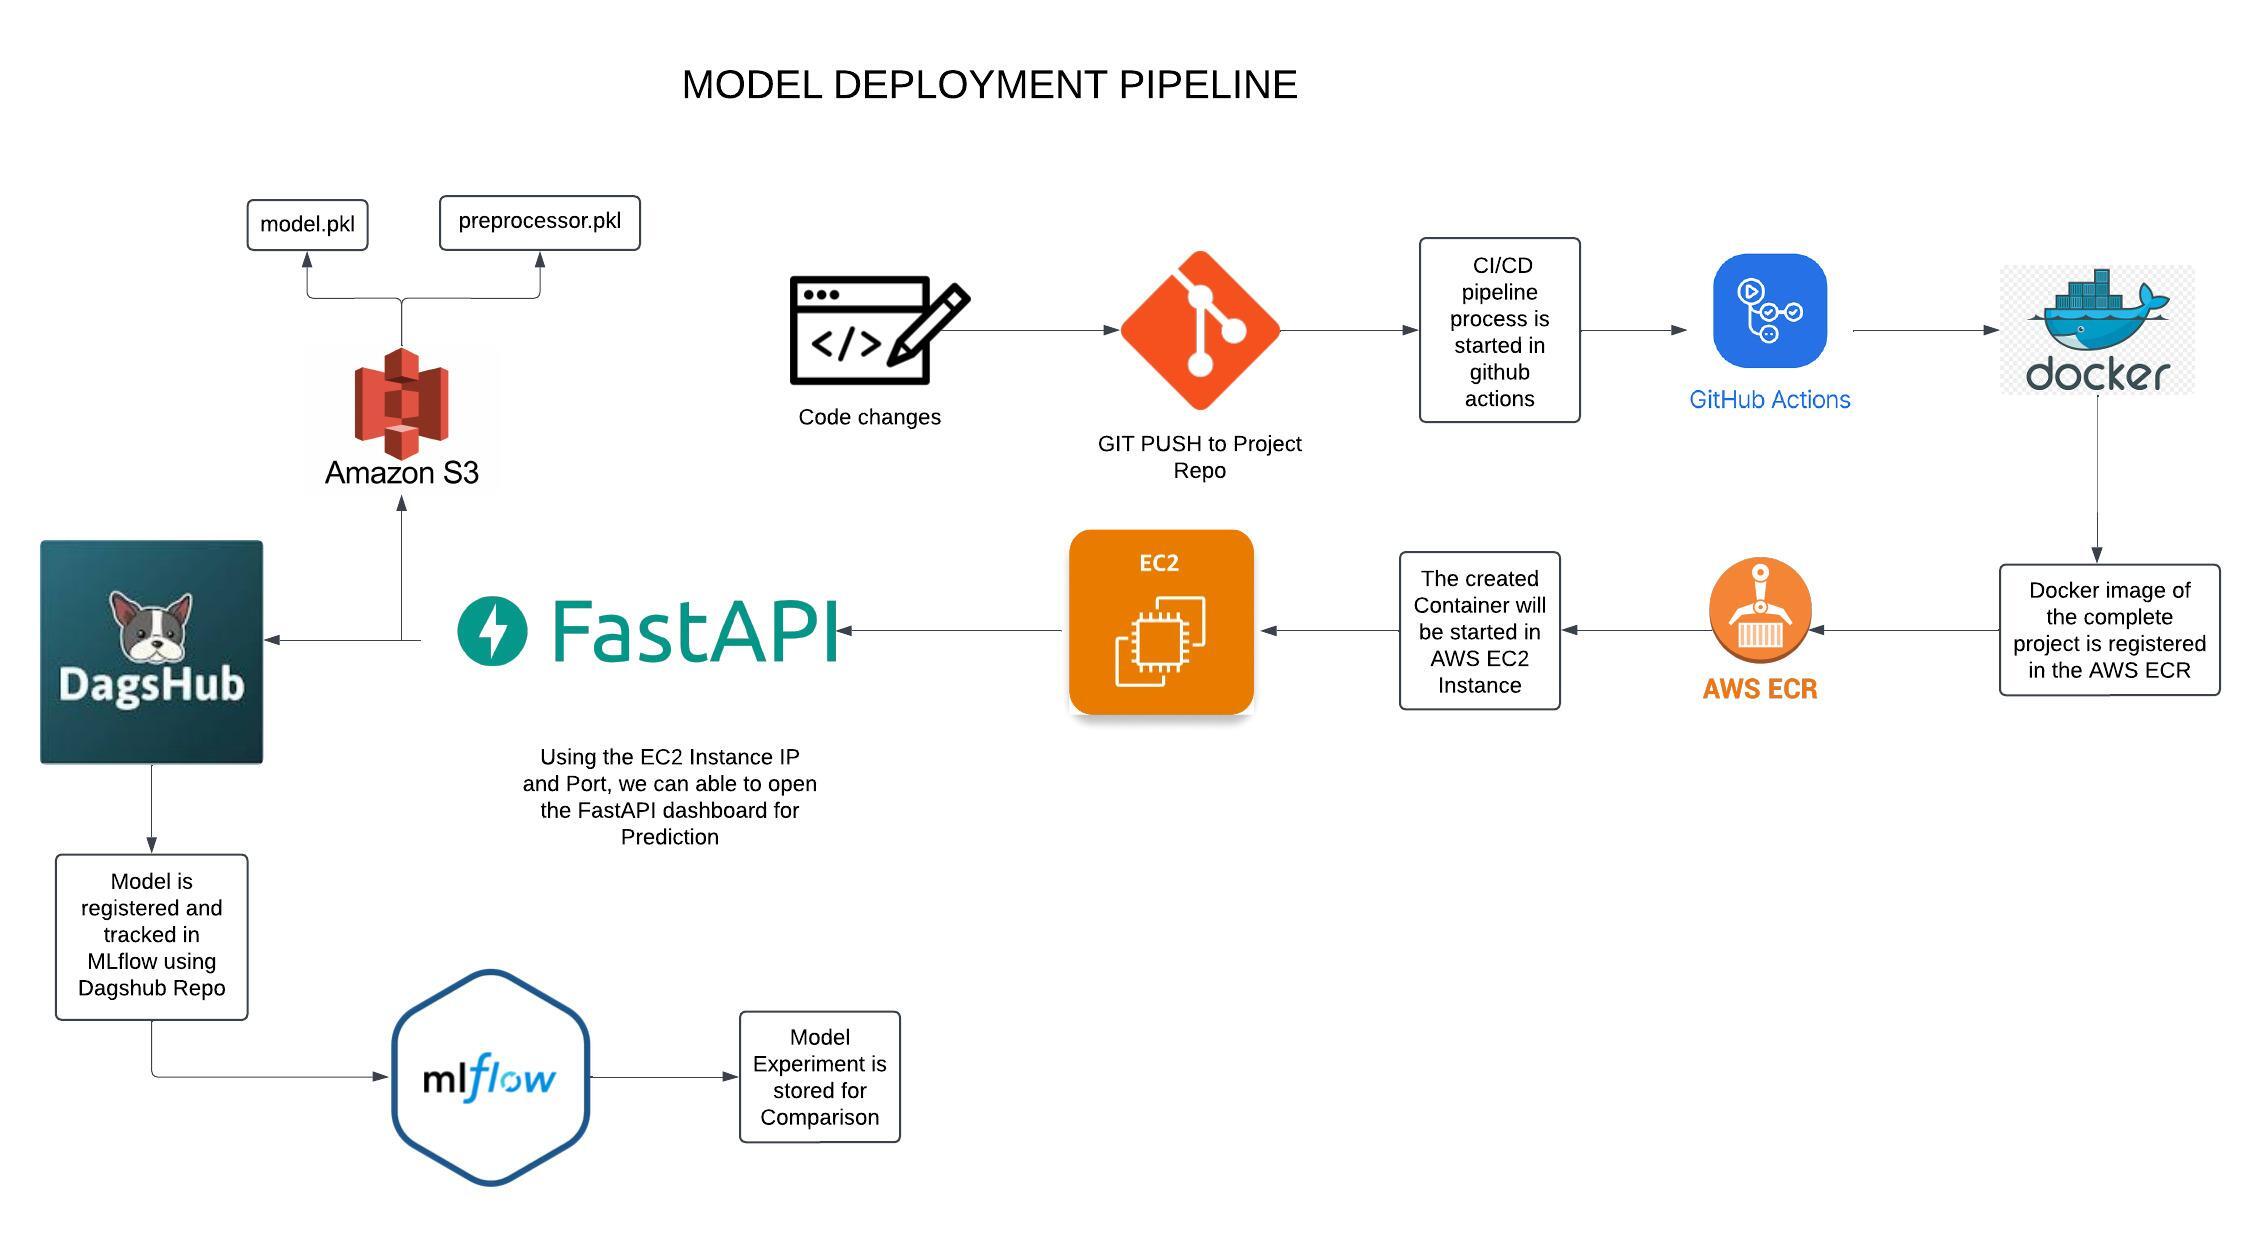 MODEL DEPLOYMENT PIPELINE
model.pkl
preprocessor.pkl
Amazon S3
</>
Code changes
GIT PUSH to Project
Repo
CI/CD
pipeline
process is
started in
github
actions
GitHub Actions
docker
Docker image of
the complete
project is registered
in the AWS ECR
AWS ECR
The created
Container will
be started in
AWS EC2
Instance
EC2
FastAPI
Using the EC2 Instance IP
and Port, we can able to open
the FastAPI dashboard for
Prediction
DagsHub
Model is
registered and
tracked in
MLflow using
Dagshub Repo
mlflow
Model
Experiment is
stored for
Comparison